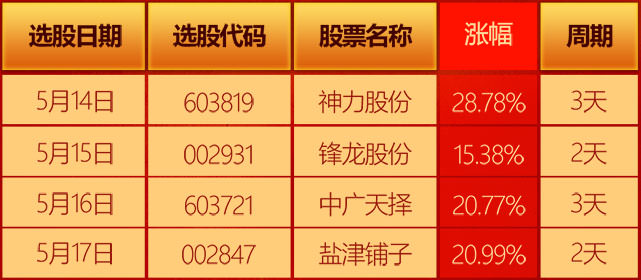 选股日期 选股代码 股票名称 涨幅 周期
5月14日 603819 神力股份 28.78% 3天
5月15日 002931 锋龙股份 15.38% 2天
5月16日 603721 中广天择 20.77% 3天
5月17日 002847 盐津铺子 20.99% 2天